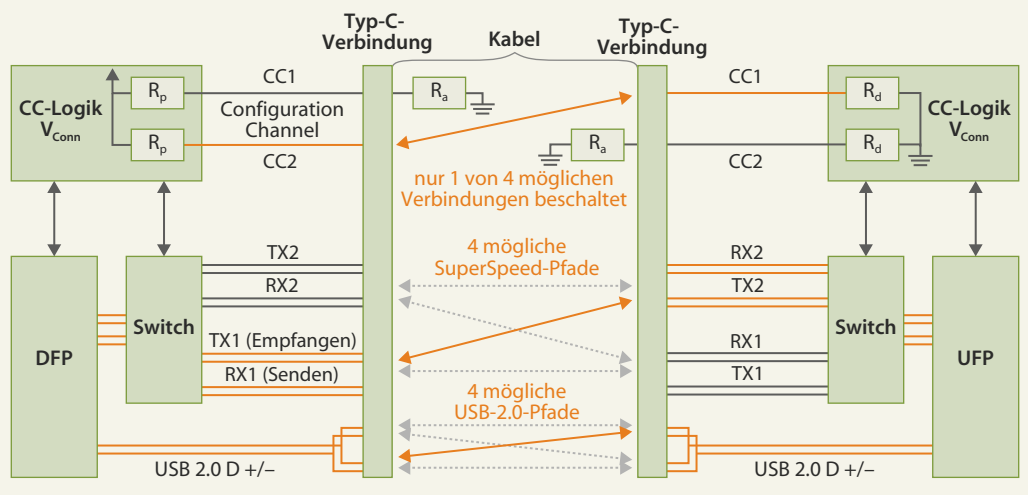 Typ-C-
Verbindung
Kabel
Typ-C-
Verbindung
CC-Logik
VConn
Rp
CC1
Ra
CC1
Rd
CC-Logik
VConn
Configuration
Channel
Rp
CC2
Ra
CC2
Rd
nur 1 von 4 möglichen
Verbindungen beschaltet
TX2
4 mögliche
SuperSpeed-Pfade
RX2
RX2
TX2
DFP
Switch
TX1 (Empfangen)
RX1 (Senden)
RX1
TX1
Switch
UFP
4 mögliche
USB-2.0-Pfade
USB 2.0 D +/–
USB 2.0 D +/–